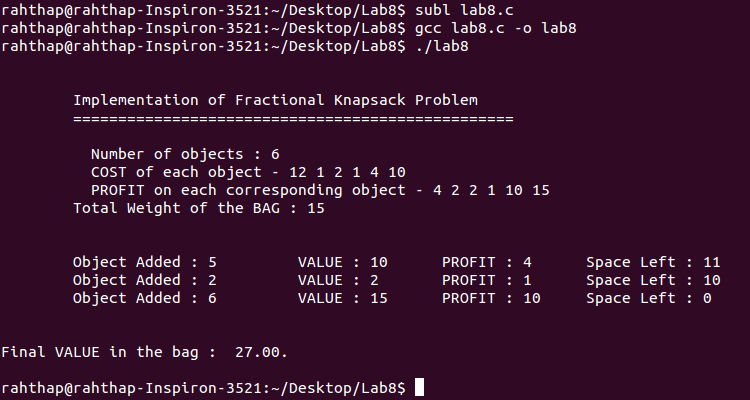 rahthap@rahthap-Inspiron-3521:~/Desktop/Lab8$ subl lab8.c
rahthap@rahthap-Inspiron-3521:~/Desktop/Lab8$ gcc lab8.c -o lab8
rahthap@rahthap-Inspiron-3521:~/Desktop/Lab8$ ./lab8
Implementation of Fractional Knapsack Problem
=================================================
Number of objects : 6
COST of each object - 12 1 2 1 4 10
PROFIT on each corresponding object - 4 2 2 1 10 15
Total Weight of the BAG : 15
Object Added : 5 VALUE : 10 PROFIT : 4 Space Left : 11
Object Added : 2 VALUE : 2 PROFIT : 1 Space Left : 10
Object Added : 6 VALUE : 15 PROFIT : 10 Space Left : 0
Final VALUE in the bag :  27.00.
rahthap@rahthap-Inspiron-3521:~/Desktop/Lab8$